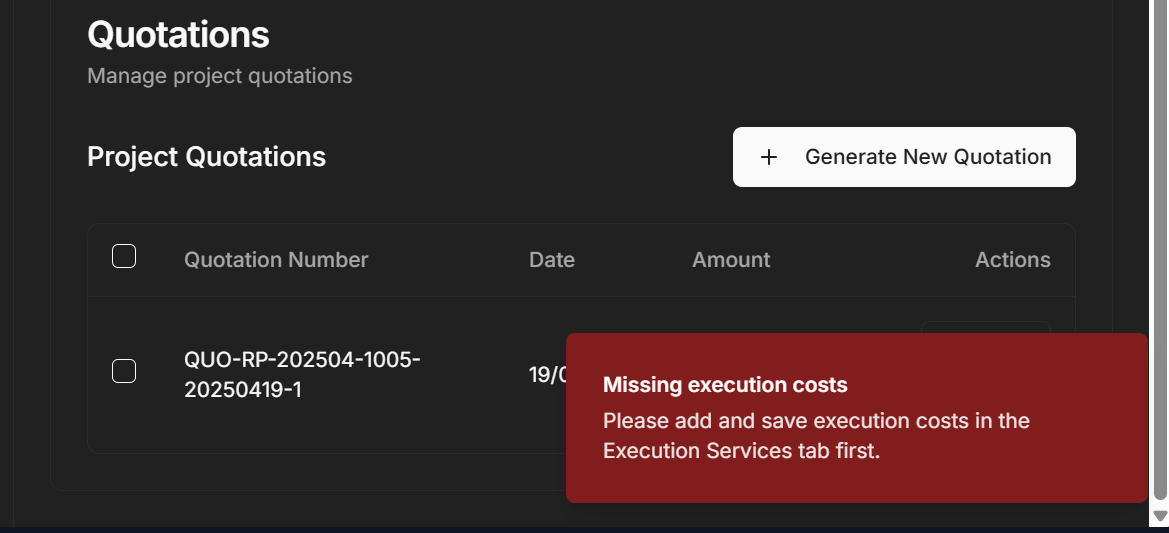 Quotations
Manage project quotations
Project Quotations
+ Generate New Quotation
Quotation Number Date Amount Actions
QUO-RP-202504-1005-
20250419-1
19/0
Missing execution costs
Please add and save execution costs in the
Execution Services tab first.